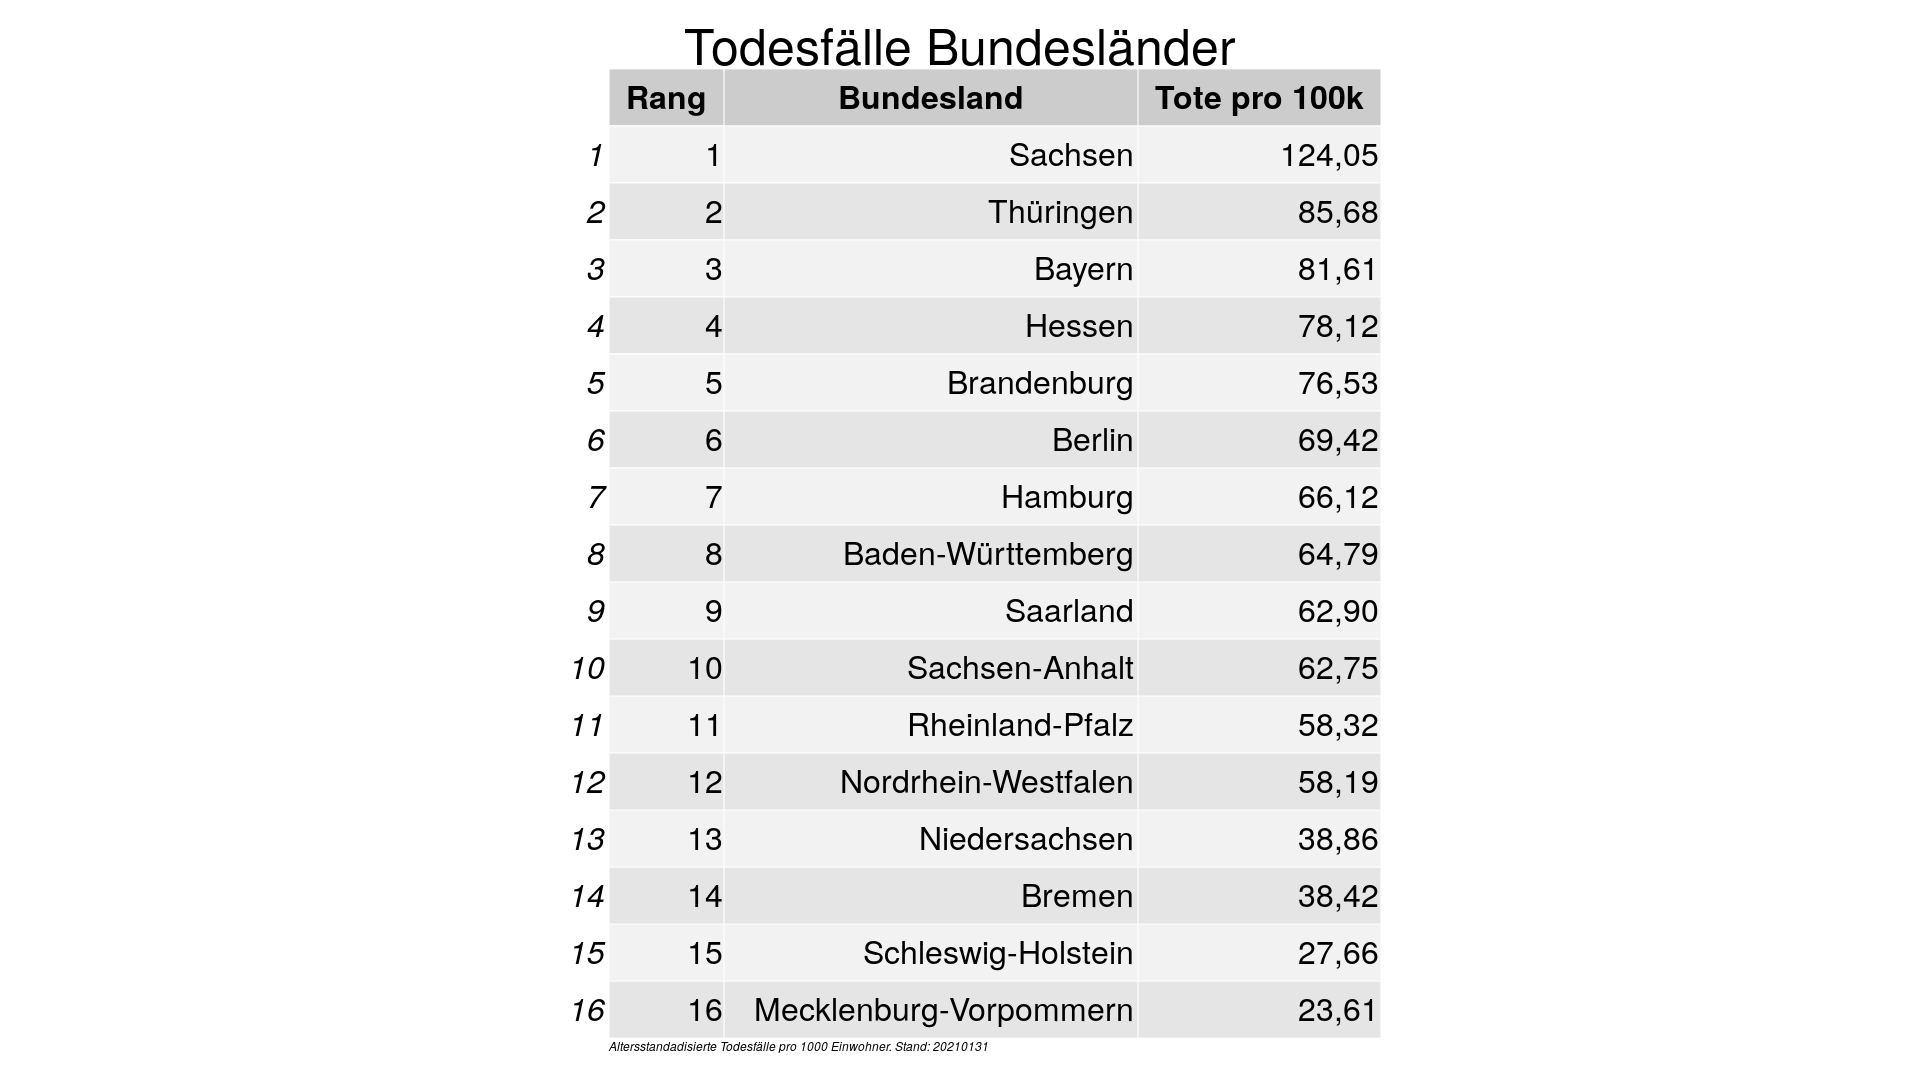 Todesfälle Bundesländer
Rang Bundesland Tote pro 100k
1 1 Sachsen 124,05
2 2 Thüringen 85,68
3 3 Bayern 81,61
4 4 Hessen 78,12
5 5 Brandenburg 76,53
6 6 Berlin 69,42
7 7 Hamburg 66,12
8 8 Baden-Württemberg 64,79
9 9 Saarland 62,90
10 10 Sachsen-Anhalt 62,75
11 11 Rheinland-Pfalz 58,32
12 12 Nordrhein-Westfalen 58,19
13 13 Niedersachsen 38,86
14 14 Bremen 38,42
15 15 Schleswig-Holstein 27,66
16 16 Mecklenburg-Vorpommern 23,61
Altersstandadisierte Todesfälle pro 1000 Einwohner. Stand: 20210131